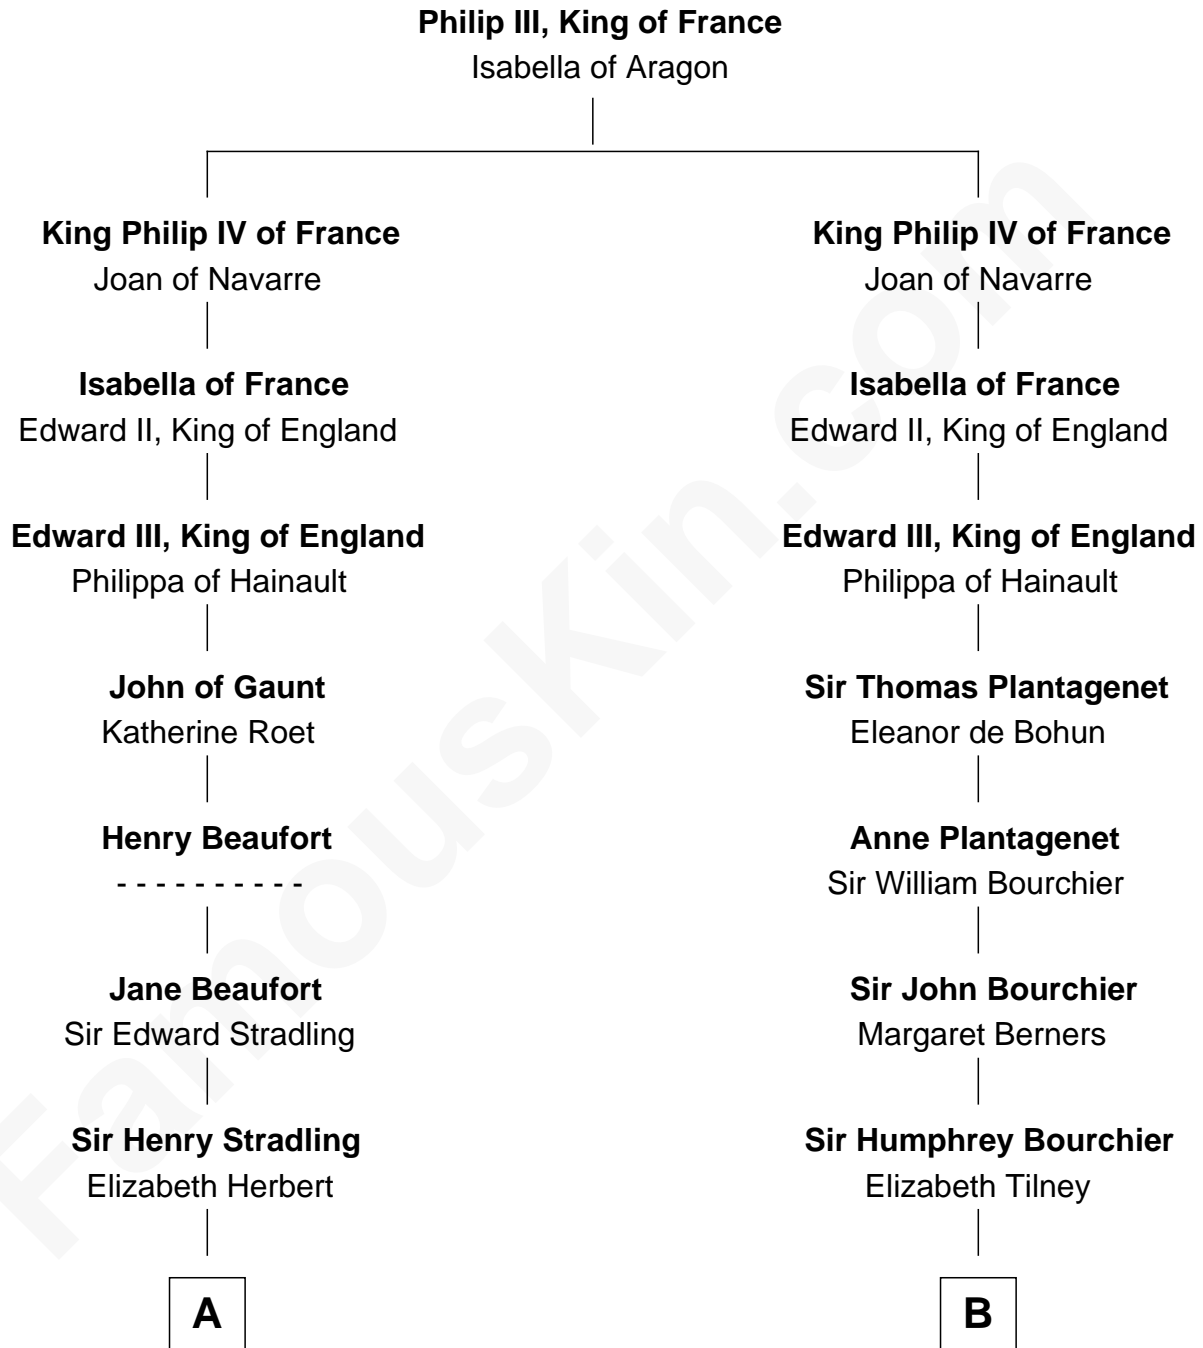 Philip III, King of France
Isabella of Aragon
King Philip IV of France
Joan of Navarre
King Philip IV of France
Joan of Navarre
Isabella of France
Edward II, King of England
Isabella of France
Edward II, King of England
Edward III, King of England
Philippa of Hainault
Edward III, King of England
Philippa of Hainault
John of Gaunt
Katherine Roet
Sir Thomas Plantagenet
Eleanor de Bohun
Henry Beaufort
- - - - - - - - - -
Anne Plantagenet
Sir William Bourchier
Jane Beaufort
Sir Edward Stradling
Sir John Bourchier
Margaret Berners
Sir Henry Stradling
Elizabeth Herbert
Sir Humphrey Bourchier
Elizabeth Tilney
A
B
FamousKin.com